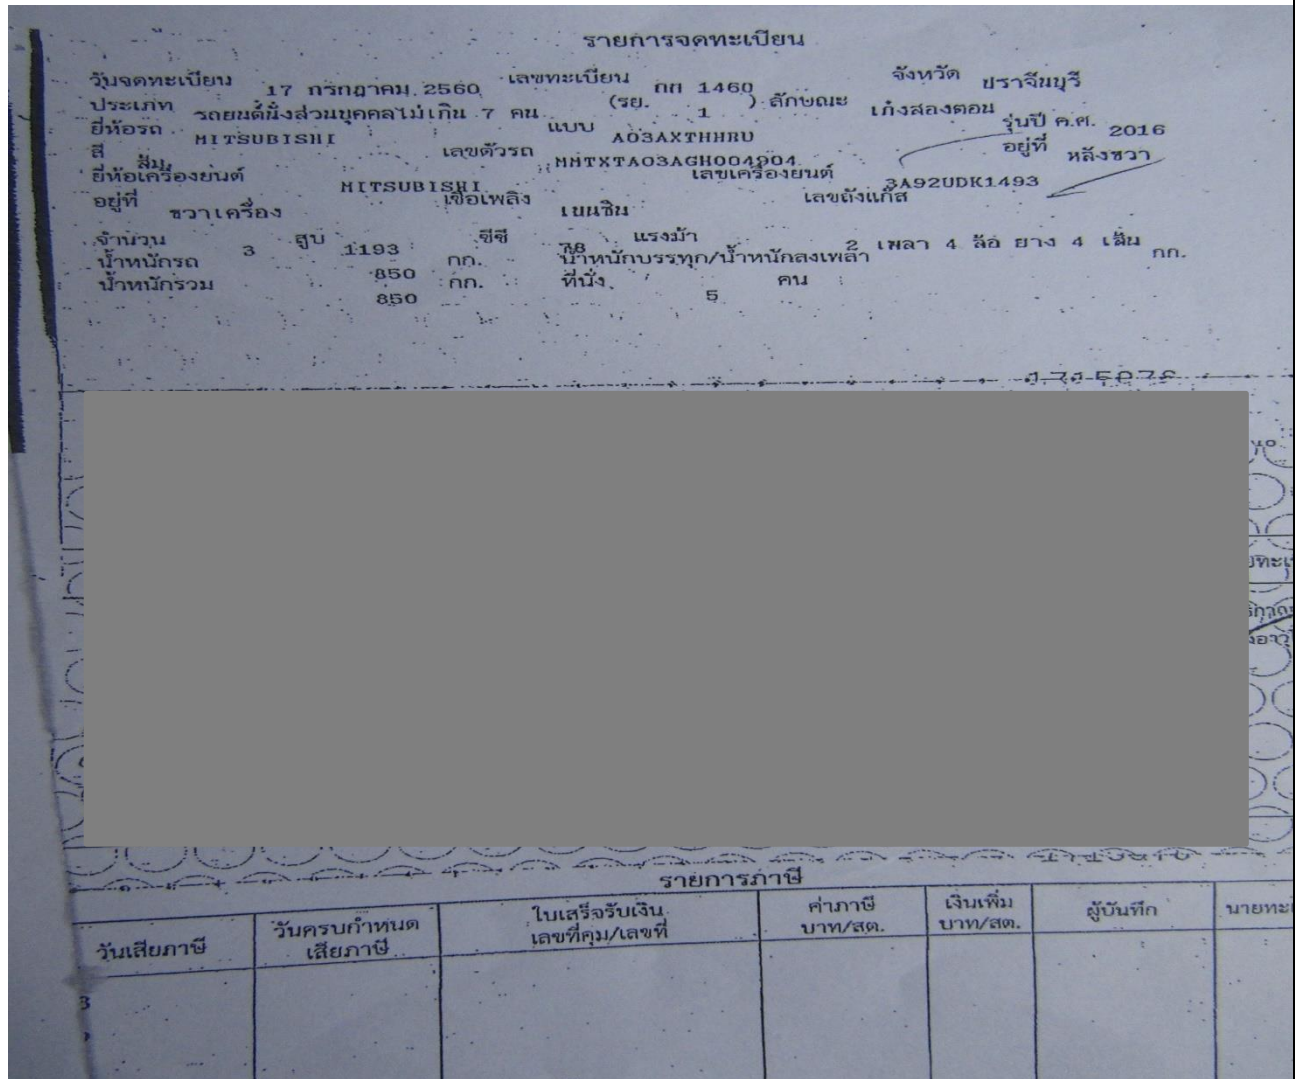 รายการจดทะเบียน
วันจดทะเบียน 17 กรกฎาคม 2560 เลขทะเบียน กก 1460 จังหวัด ปราจีนบุรี
ประเภท รถยนต์นั่งส่วนบุคคลไม่เกิน 7 คน (รย. 1 ) ลักษณะ เก๋งสองตอน
ยี่ห้อรถ MITSUBISHI แบบ A03AXTHHRU รุ่นปี ค.ศ. 2016
สี ส้ม เลขตัวรถ MMTXTA03AGH004904 อยู่ที่ หลังขวา
ยี่ห้อเครื่องยนต์ MITSUBISHI เลขเครื่องยนต์ 3A92UDK1493
อยู่ที่ ขวาเครื่อง เชื้อเพลิง เบนซิน เลขถังแก๊ส
จำนวน 3 สูบ 1193 ซีซี 78 แรงม้า 2 เพลา 4 ล้อ ยาง 4 เส้น
น้ำหนักรถ 850 กก. น้ำหนักบรรทุก/น้ำหนักลงเพลา กก.
น้ำหนักรวม 850 กก. ที่นั่ง 5 คน
รายการภาษี
วันเสียภาษี วันครบกำหนด เสียภาษี ใบเสร็จรับเงิน เลขที่คุม/เลขที่ ค่าภาษี บาท/สต. เงินเพิ่ม บาท/สต. ผู้บันทึก นายทะ